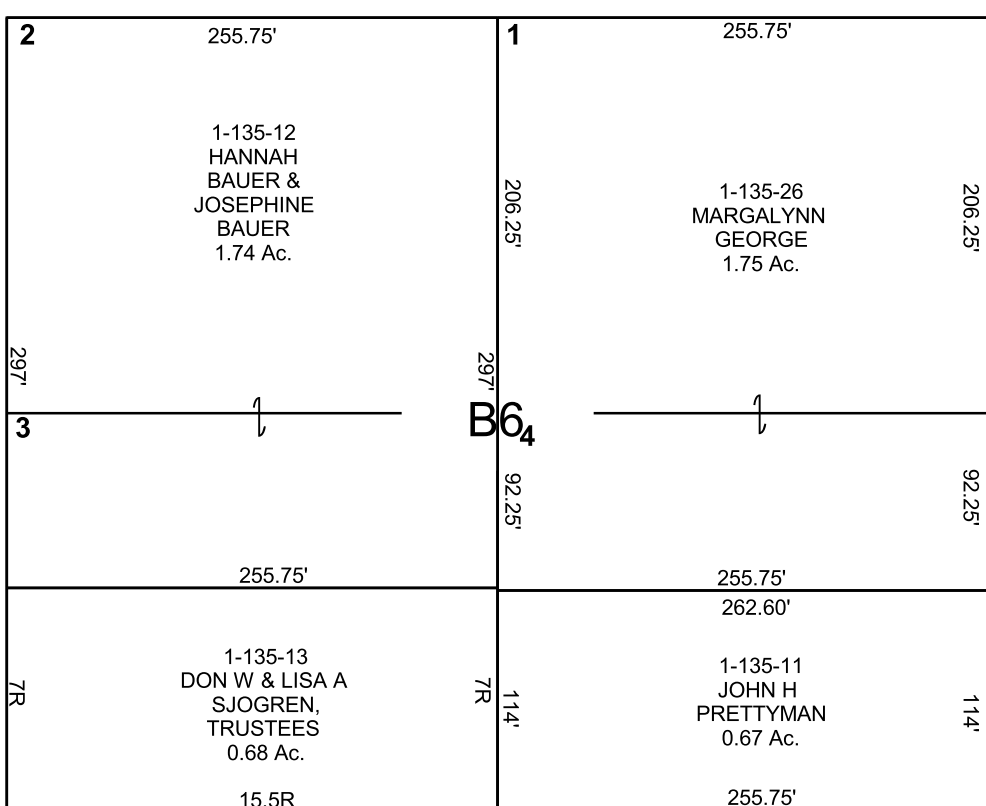 2
255.75'
1-135-12
HANNAH
BAUER &
JOSEPHINE
BAUER
1.74 Ac.
297'
297'
1
255.75'
206.25'
1-135-26
MARGALYNN
GEORGE
1.75 Ac.
206.25'
B6
4
3
255.75'
92.25'
92.25'
255.75'
262.60'
7R
1-135-13
DON W & LISA A
SJOGREN,
TRUSTEES
0.68 Ac.
7R
15.5R
114'
1-135-11
JOHN H
PRETTYMAN
0.67 Ac.
114'
255.75'